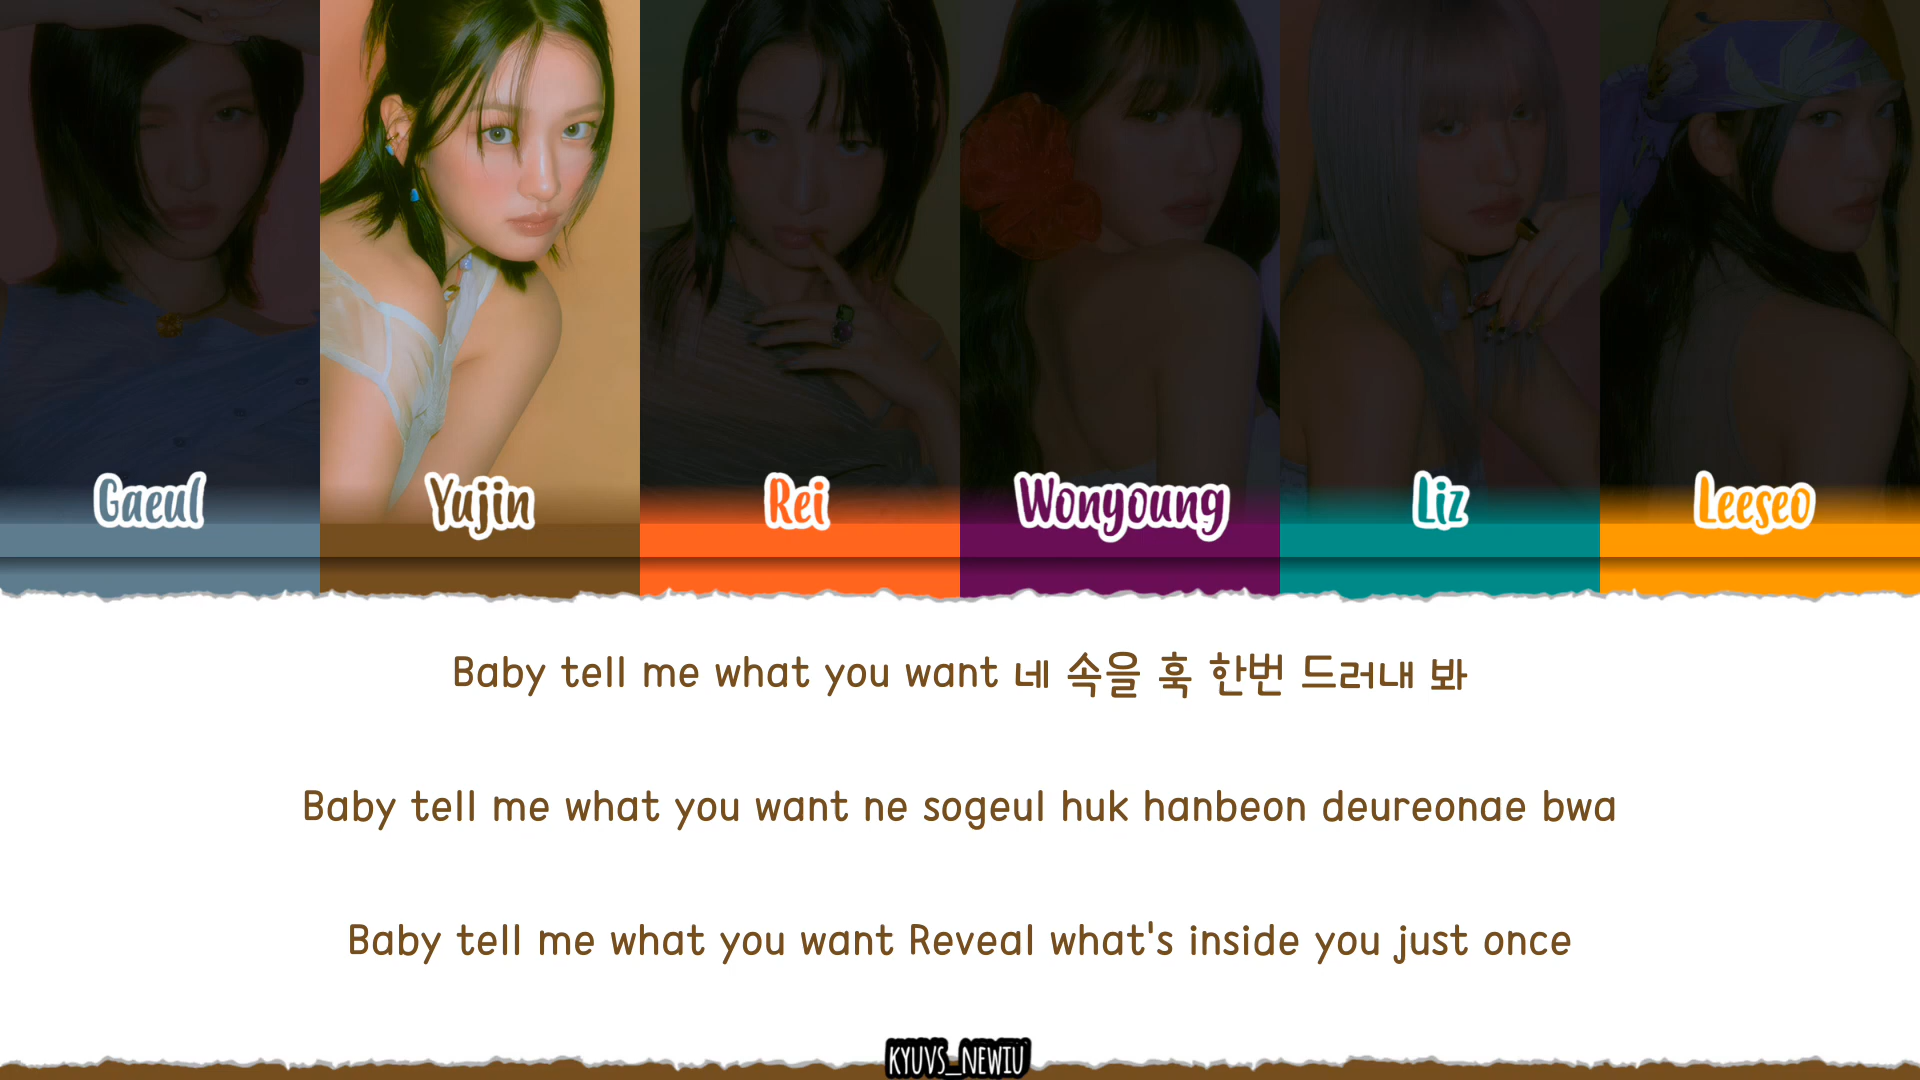 Gaeul Yujin Rei Wonyoung Liz Leeseo
Baby tell me what you want 네 속을 훅 한번 드러내 봐
Baby tell me what you want ne sogeul huk hanbeon deureonae bwa
Baby tell me what you want Reveal what's inside you just once
KYUVS_NEWIU